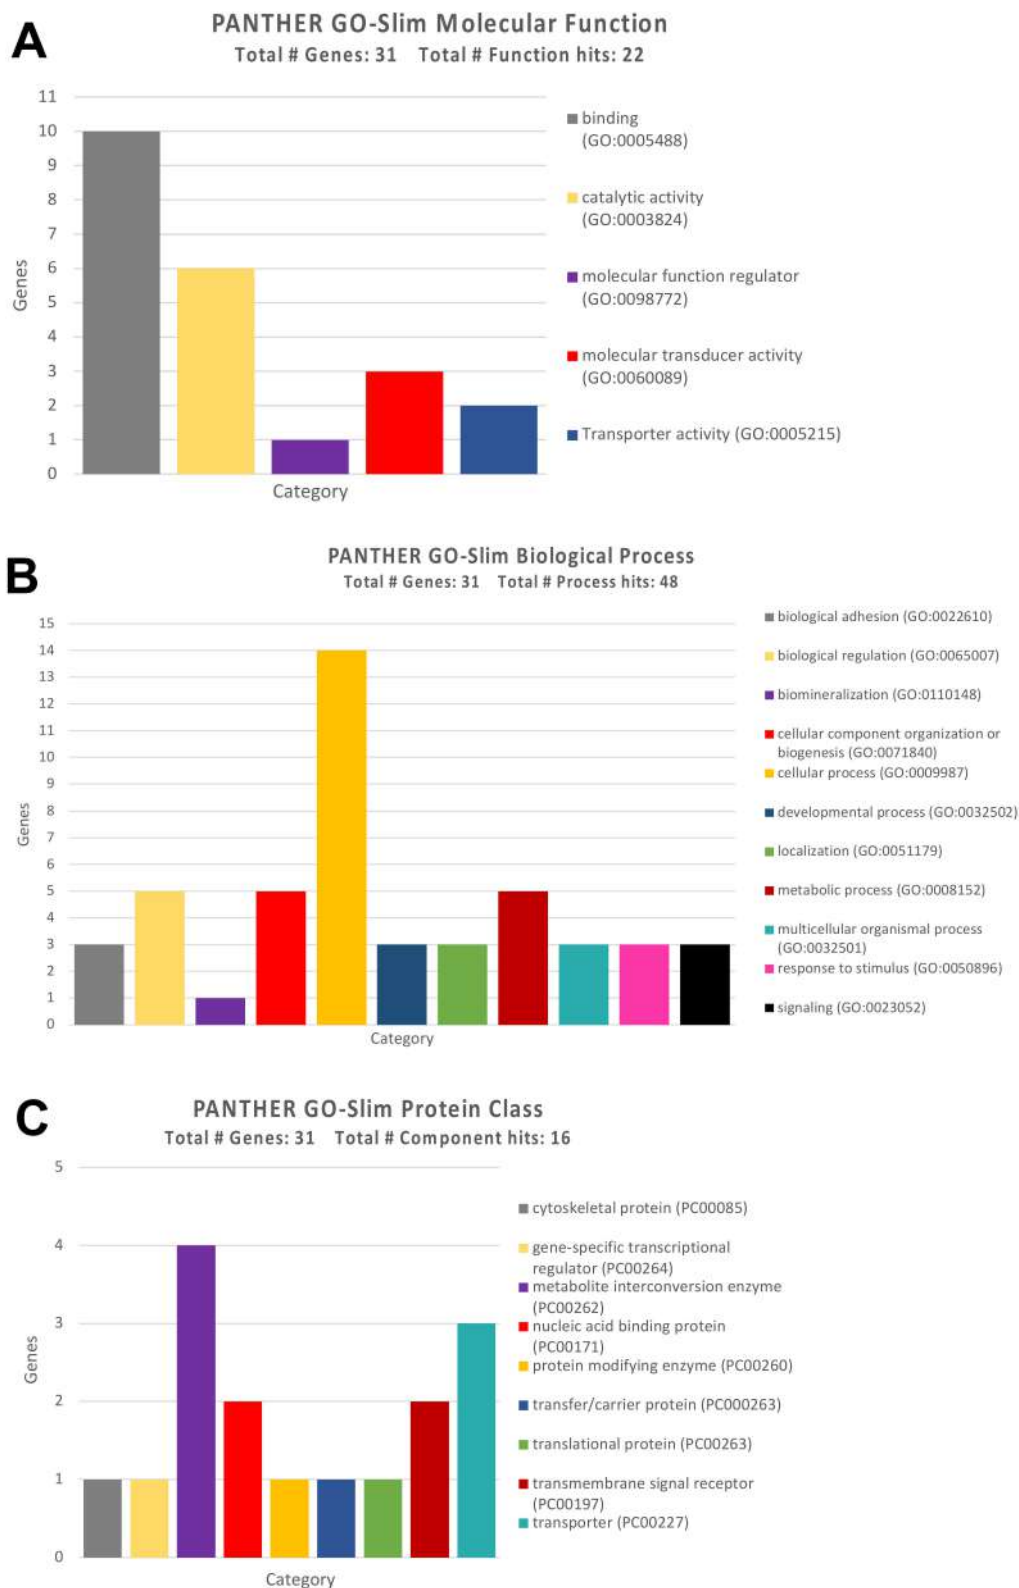 A
PANTHER GO-Slim Molecular Function
Total # Genes: 31 Total # Function hits: 22
11
10
9
8
7
6
5
4
3
2
1
0
Genes
Category
binding
(GO:0005488)
catalytic activity
(GO:0003824)
molecular function regulator
(GO:0098772)
molecular transducer activity
(GO:0060089)
Transporter activity (GO:0005215)
B
PANTHER GO-Slim Biological Process
Total # Genes: 31 Total # Process hits: 48
15
14
13
12
11
10
9
8
7
6
5
4
3
2
1
0
Genes
Category
biological adhesion (GO:0022610)
biological regulation (GO:0065007)
biomineralization (GO:0110148)
cellular component organization or
biogenesis (GO:0071840)
cellular process (GO:0009987)
developmental process (GO:0032502)
localization (GO:0051179)
metabolic process (GO:0008152)
multicellular organismal process
(GO:0032501)
response to stimulus (GO:0050896)
signaling (GO:0023052)
C
PANTHER GO-Slim Protein Class
Total # Genes: 31 Total # Component hits: 16
5
4
3
2
1
0
Genes
Category
cytoskeletal protein (PC00085)
gene-specific transcriptional
regulator (PC00264)
metabolite interconversion enzyme
(PC00262)
nucleic acid binding protein
(PC00171)
protein modifying enzyme (PC00260)
transfer/carrier protein (PC000263)
translational protein (PC00263)
transmembrane signal receptor
(PC00197)
transporter (PC00227)